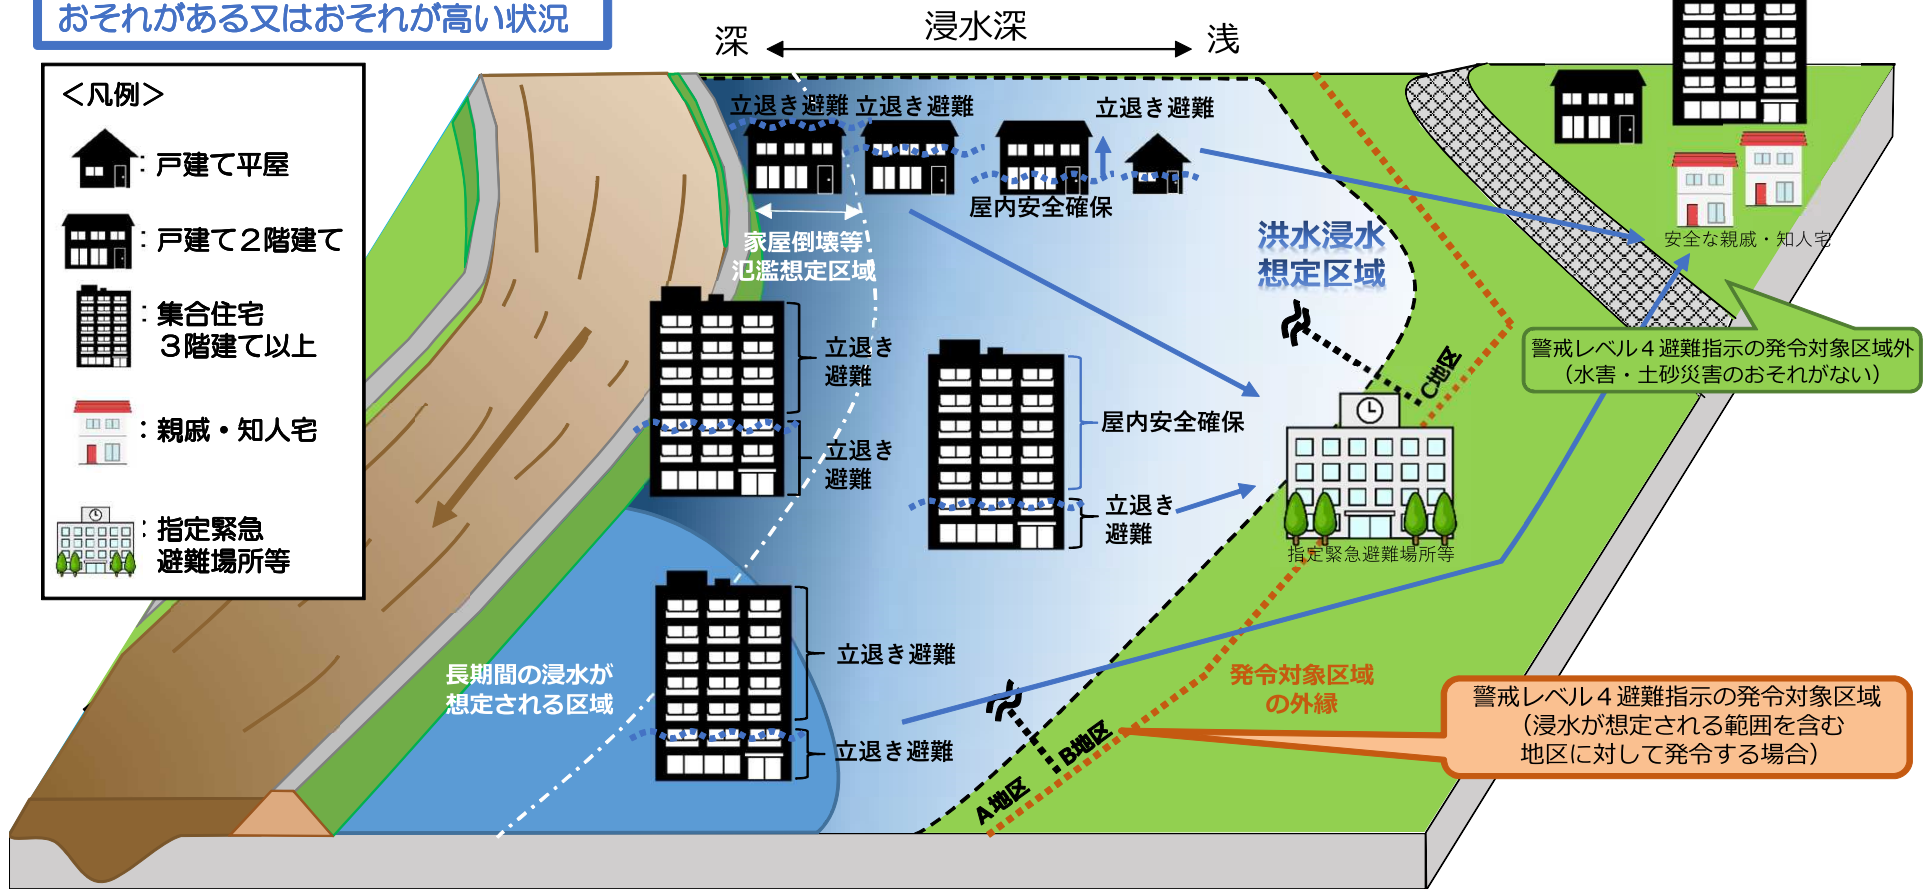 おそれがある又はおそれが高い状況
深
浸水深
浅
＜凡例＞
：戸建て平屋
：戸建て２階建て
：集合住宅
３階建て以上
：親戚・知人宅
：指定緊急
避難場所等
立退き避難
立退き避難
立退き避難
屋内安全確保
家屋倒壊等
氾濫想定区域
洪水浸水
想定区域
安全な親戚・知人宅
警戒レベル４避難指示の発令対象区域外
（水害・土砂災害のおそれがない）
立退き
避難
立退き
避難
屋内安全確保
立退き
避難
C地区
指定緊急避難場所等
長期間の浸水が
想定される区域
立退き避難
立退き避難
発令対象区域
の外縁
B地区
A地区
警戒レベル４避難指示の発令対象区域
（浸水が想定される範囲を含む
地区に対して発令する場合）